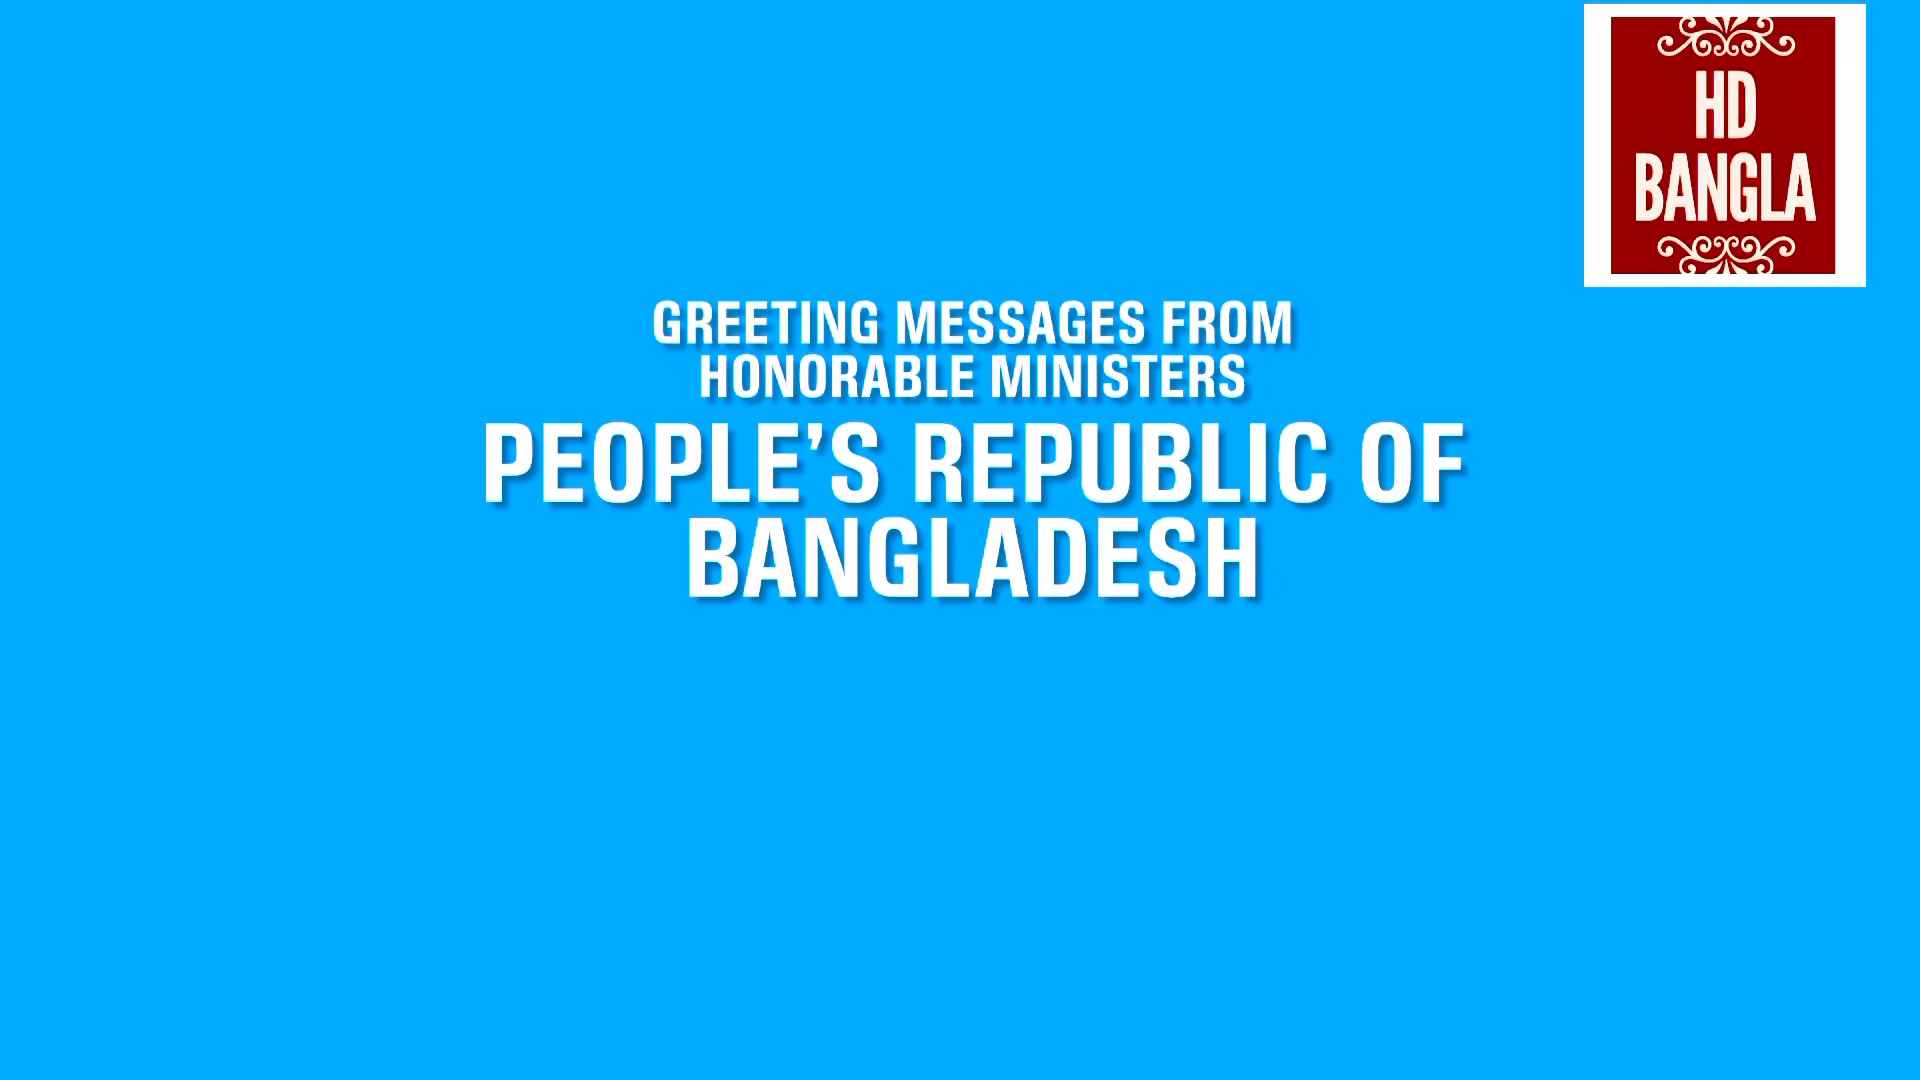 HD
BANGLA
GREETING MESSAGES FROM
HONORABLE MINISTERS
PEOPLE’S REPUBLIC OF
BANGLADESH